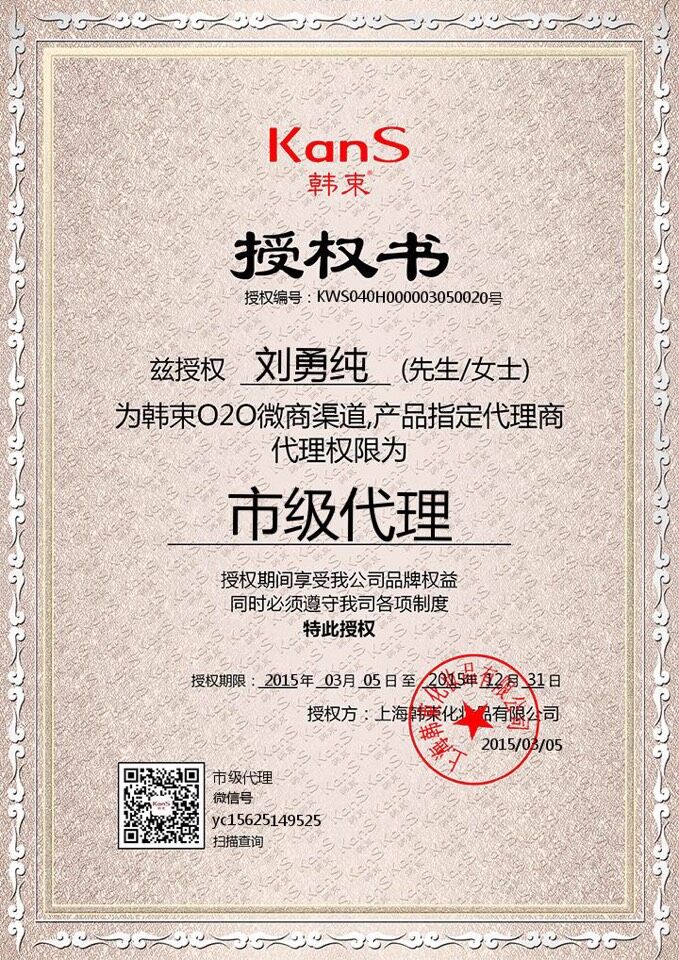 KanS
韩束®
授权书
授权编号：KWS040H000003050020号
兹授权 刘勇纯 (先生/女士)
为韩束O2O微商渠道,产品指定代理商
代理权限为
市级代理
授权期间享受我公司品牌权益
同时必须遵守我司各项制度
特此授权
授权期限：2015年 03月 05日 至 2015年 12月 31日
授权方：上海韩束化妆品有限公司
2015/03/05
上海韩束化妆品有限公司
市级代理
微信号
yc15625149525
扫描查询
KanS
韩束